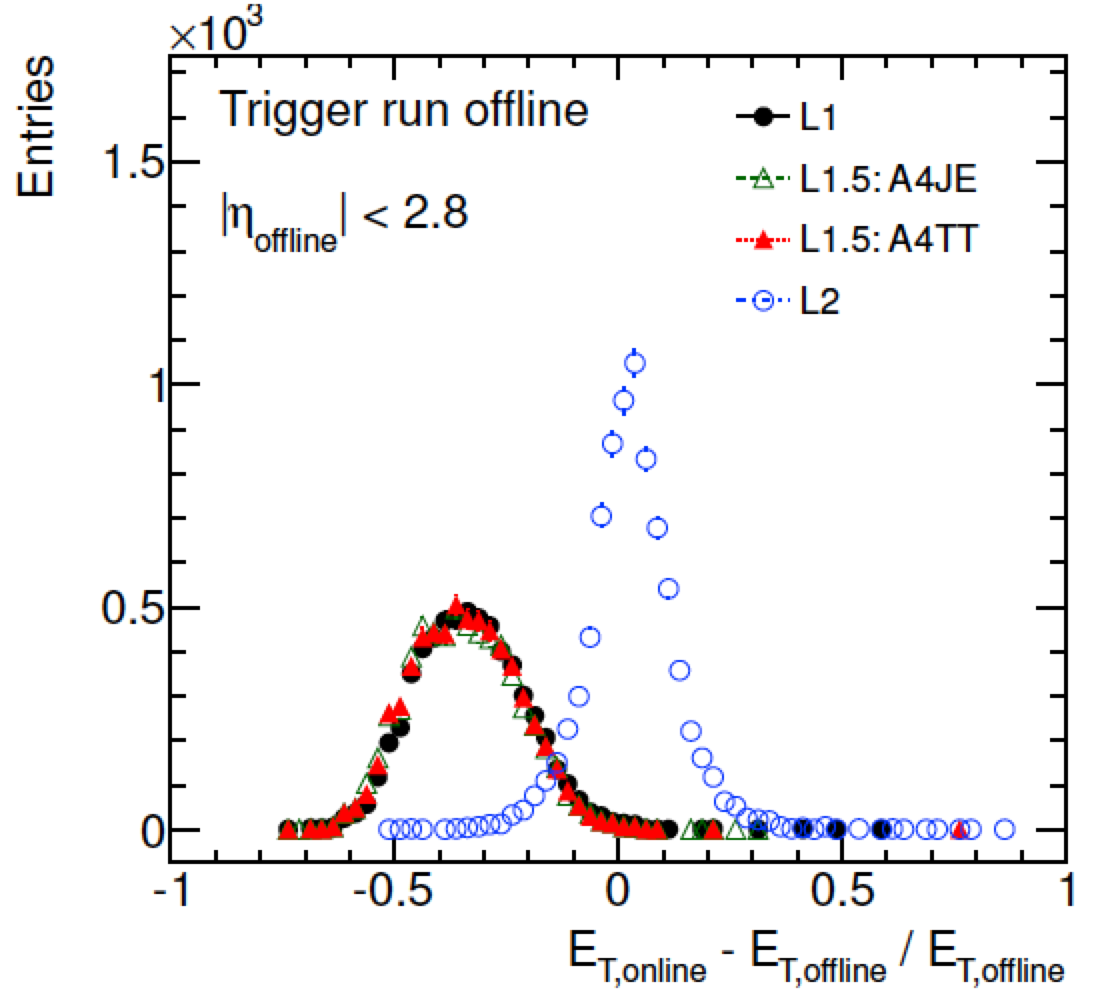 ×10³
Entries
Trigger run offline
|η_offline| < 2.8
L1
L1.5: A4JE
L1.5: A4TT
L2
1.5
1
0.5
0
-1 -0.5 0 0.5 1
E_T,online - E_T,offline / E_T,offline